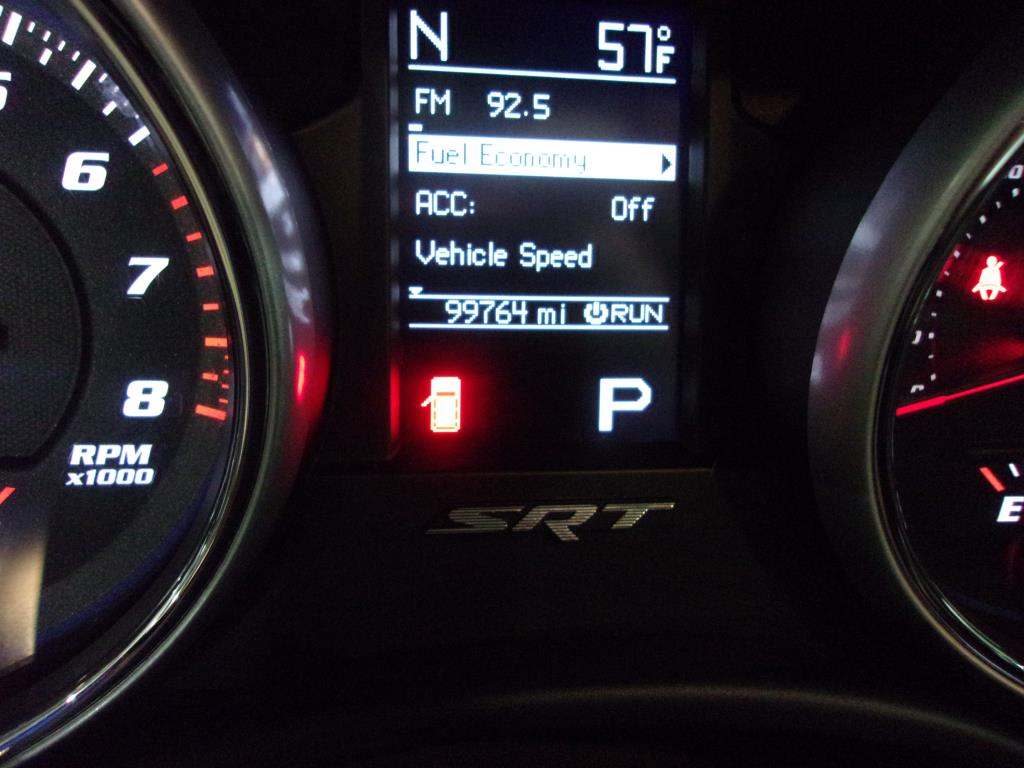 N 57°F
FM 92.5
Fuel Economy
ACC: Off
Vehicle Speed
99764 mi RUN
P
SRT
6
7
8
RPM
x1000
E